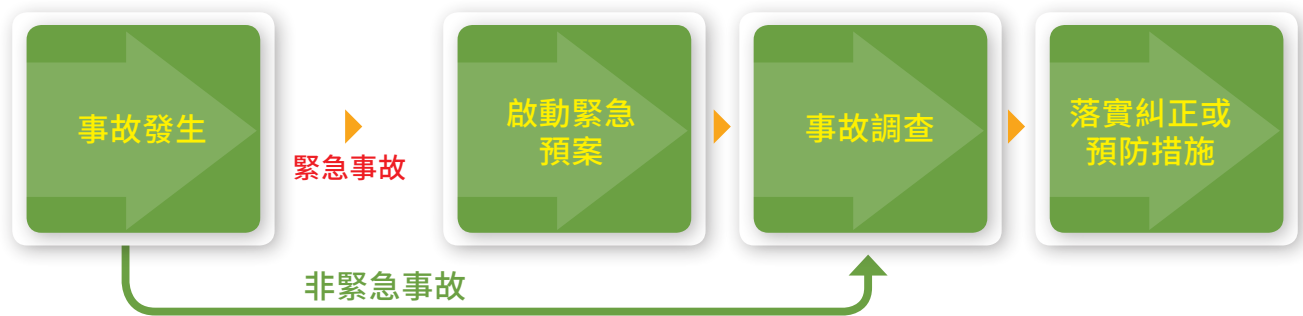 事故發生
緊急事故
啟動緊急
預案
事故調查
落實糾正或
預防措施
非緊急事故